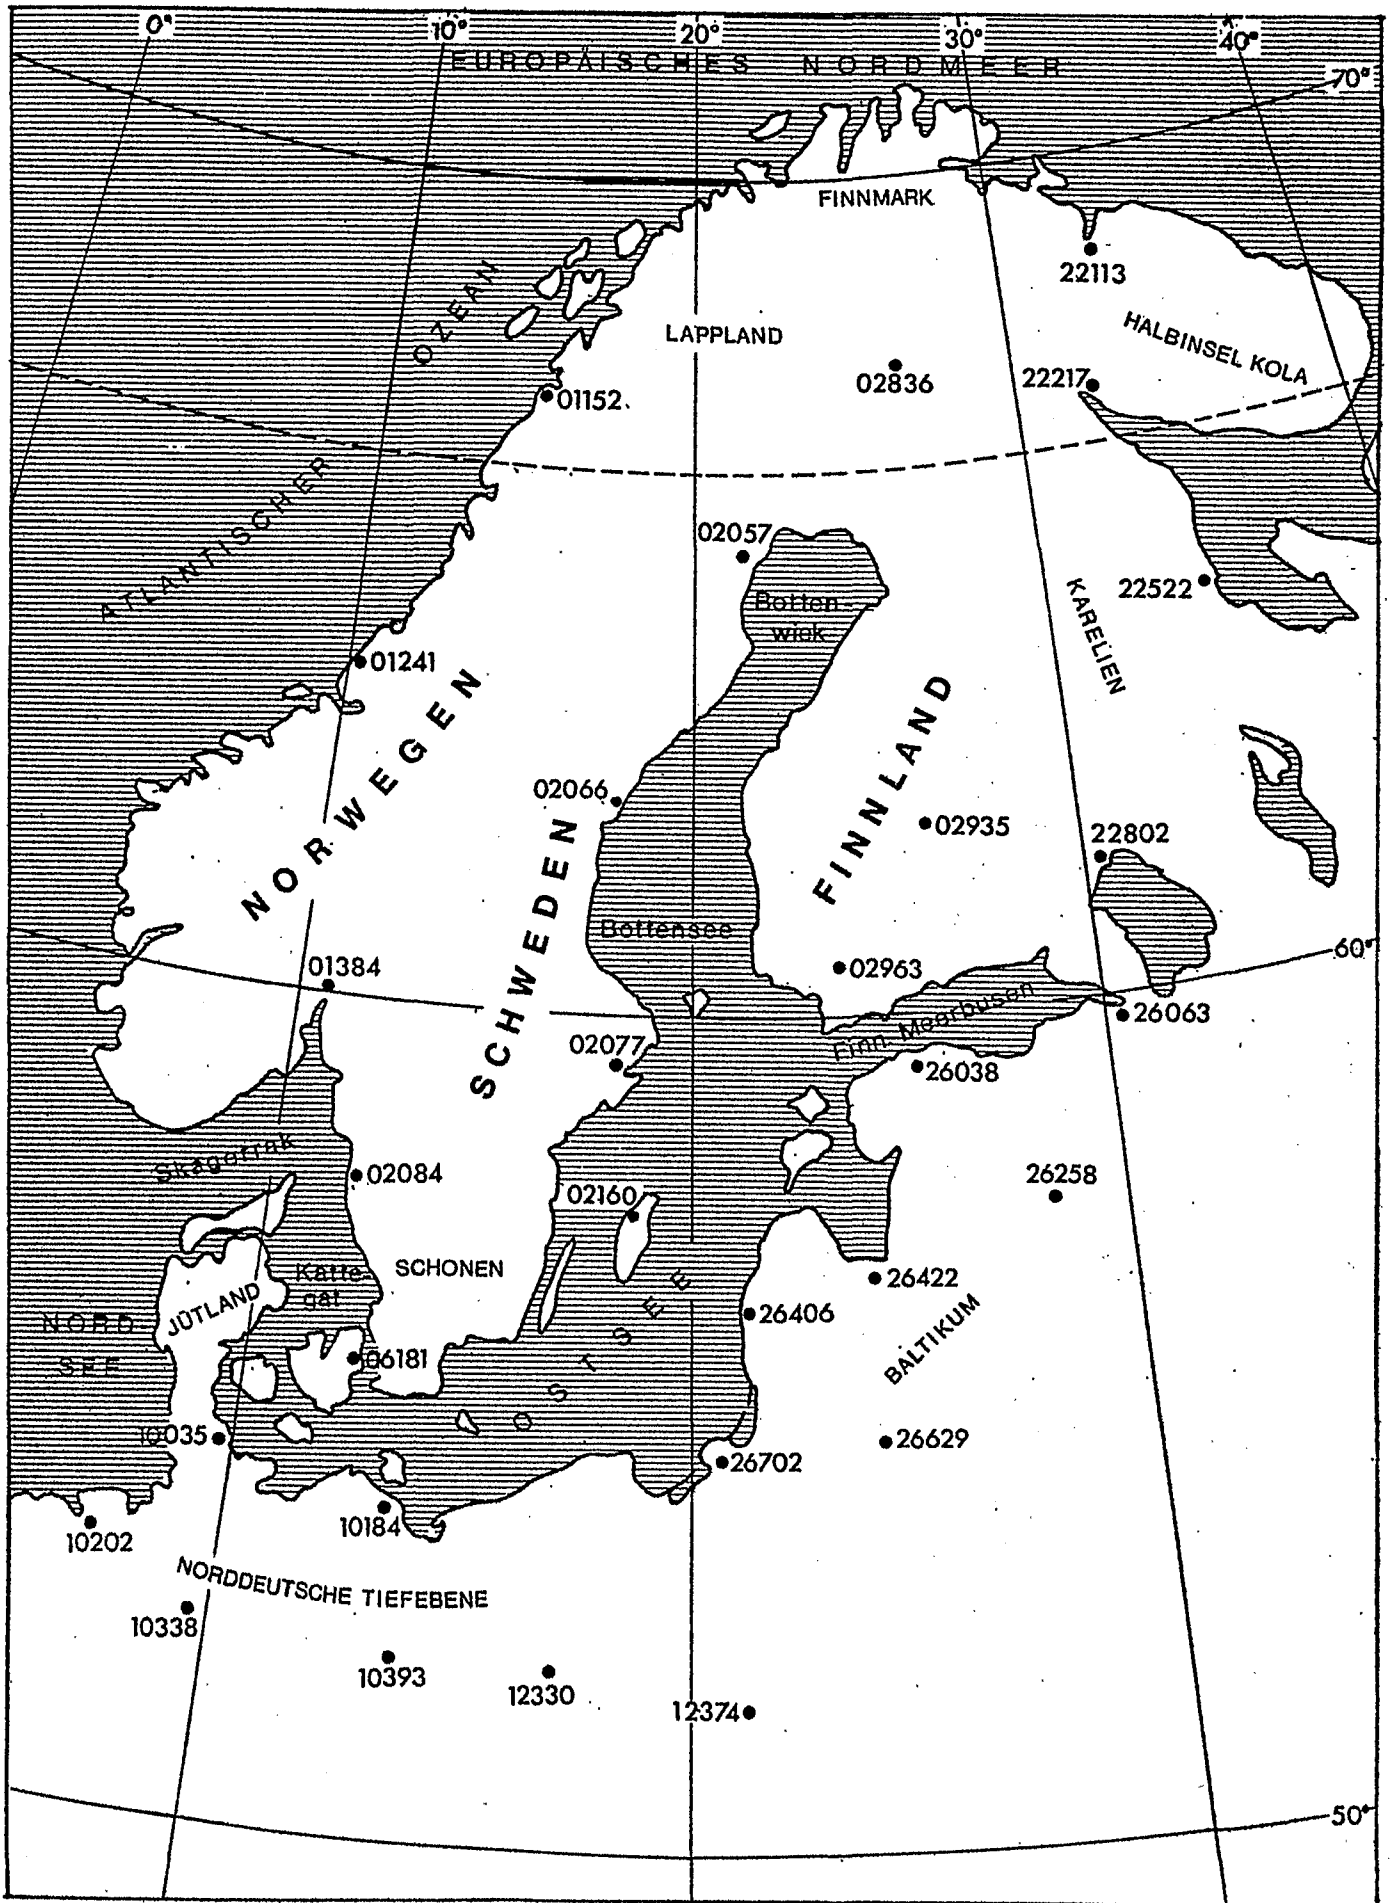 0°
10°
20°
30°
40°
EUROPÄISCHES NORDMEER
70°
FINNMARK
22113
OZEAN
LAPPLAND
HALBINSEL KOLA
02836
22217
01152
ATLANTISCHER
02057
Botten-
wiek
22522
KARELIEN
01241
NORWEGEN
FINNLAND
02066
SCHWEDEN
02935
22802
Bottensee
60°
01384
02963
Finn. Meerbusen
26063
02077
26038
Skagerrak
02084
02160
26258
SCHONEN
Katte-
gat
26422
JÜTLAND
NORD-
SEE
26406
OSTSEE
BALTIKUM
06181
10035
26629
26702
10184
10202
NORDDEUTSCHE TIEFEBENE
10338
10393
12330
12374
50°